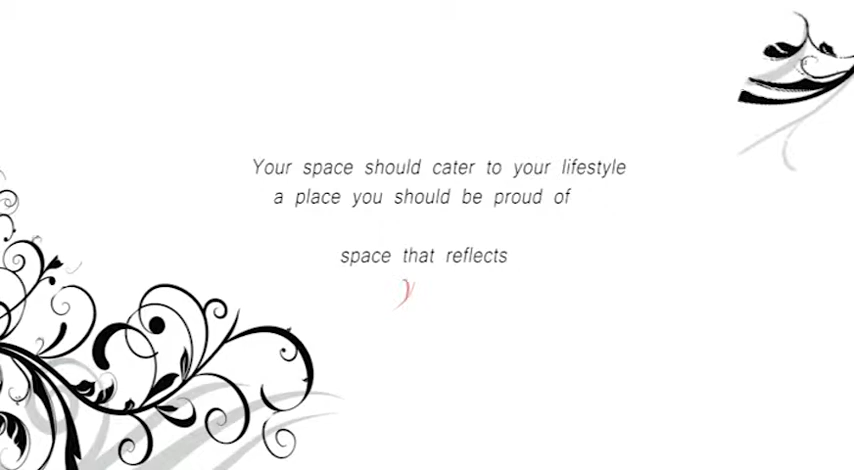 Your space should cater to your lifestyle
a place you should be proud of
space that reflects
y